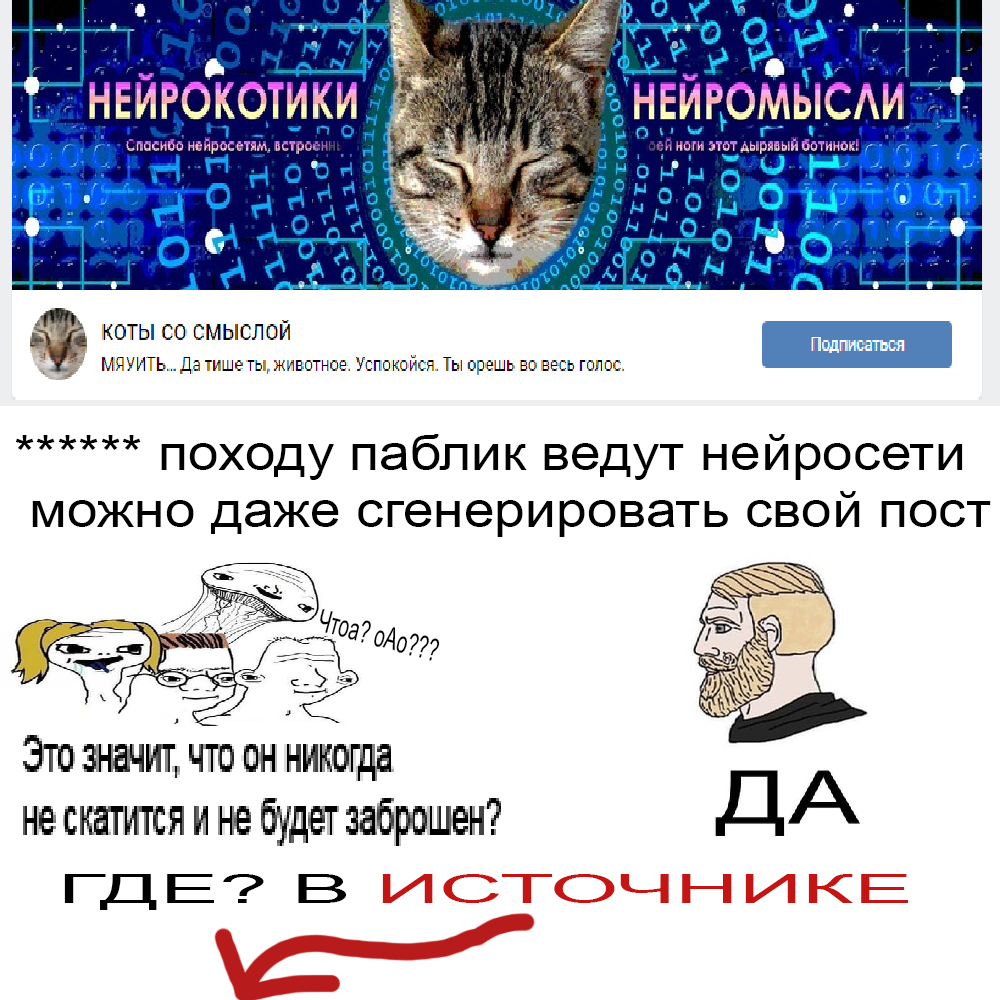 НЕЙРОКОТИКИ
НЕЙРОМЫСЛИ
Спасибо нейросетям, встроенн
ей ноги этот дырявый ботинок!
КОТЫ СО СМЫСЛОЙ
МЯУИТЬ... Да тише ты, животное. Успокойся. Ты орешь во весь голос.
Подписаться
****** походу паблик ведут нейросети
можно даже сгенерировать свой пост
Чтоа? оАо???
Это значит, что он никогда
не скатится и не будет заброшен?
ДА
ГДЕ? В ИСТОЧНИКЕ